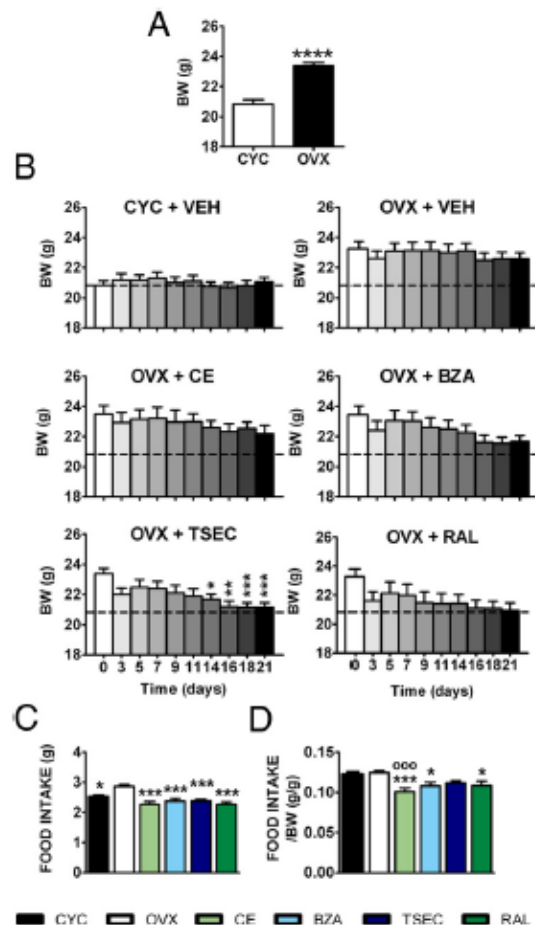 A
BW (g)
26
24
22
20
18
****
CYC OVX
B
CYC + VEH
BW (g)
26
24
22
20
18
OVX + VEH
BW (g)
26
24
22
20
18
OVX + CE
BW (g)
26
24
22
20
18
OVX + BZA
BW (g)
26
24
22
20
18
OVX + TSEC
BW (g)
26
24
22
20
18
* ** *** ***
0 3 5 7 9 11 14 16 18 21
Time (days)
OVX + RAL
BW (g)
26
24
22
20
18
0 3 5 7 9 11 14 16 18 21
Time (days)
C
FOOD INTAKE (g)
4
3
2
1
0
* *** *** *** ***
D
FOOD INTAKE
/BW (g/g)
0.15
0.10
0.05
0.00
ooo
*** * *
CYC OVX CE BZA TSEC RAL